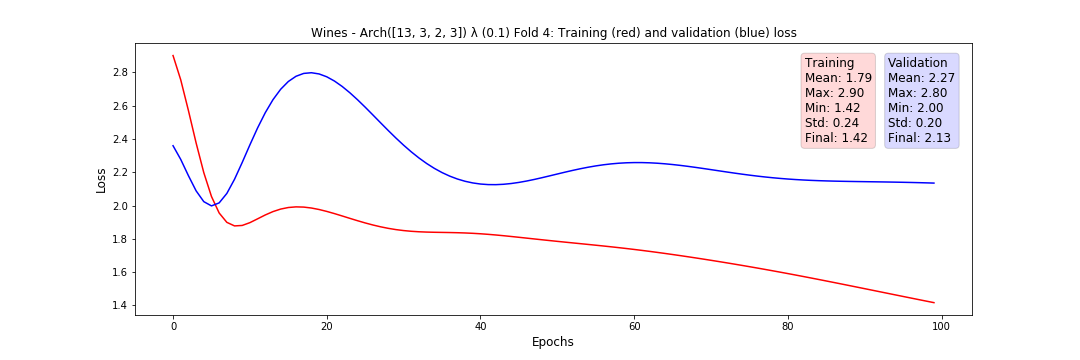 Wines - Arch([13, 3, 2, 3]) λ (0.1) Fold 4: Training (red) and validation (blue) loss
Training
Mean: 1.79
Max: 2.90
Min: 1.42
Std: 0.24
Final: 1.42
Validation
Mean: 2.27
Max: 2.80
Min: 2.00
Std: 0.20
Final: 2.13
Loss
2.8
2.6
2.4
2.2
2.0
1.8
1.6
1.4
0
20
40
60
80
100
Epochs